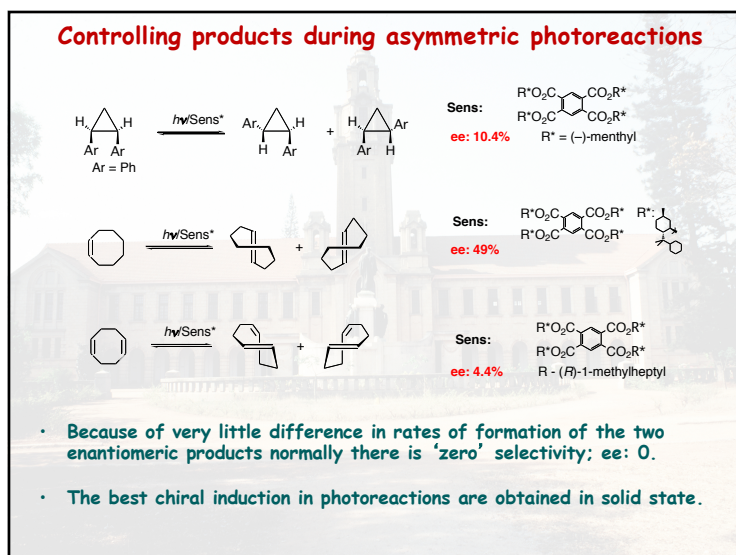 Controlling products during asymmetric photoreactions
H H
Ar Ar
Ar = Ph
hν/Sens*
Ar H
H Ar
+
H Ar
Ar H
Sens:
ee: 10.4%
R*O2C CO2R*
R*O2C CO2R*
R* = (–)-menthyl
hν/Sens*
+
Sens:
ee: 49%
R*O2C CO2R* R*:
R*O2C CO2R*
hν/Sens*
+
Sens:
ee: 4.4%
R*O2C CO2R*
R*O2C CO2R*
R - (R)-1-methylheptyl
• Because of very little difference in rates of formation of the two
enantiomeric products normally there is ‘zero’ selectivity; ee: 0.
• The best chiral induction in photoreactions are obtained in solid state.